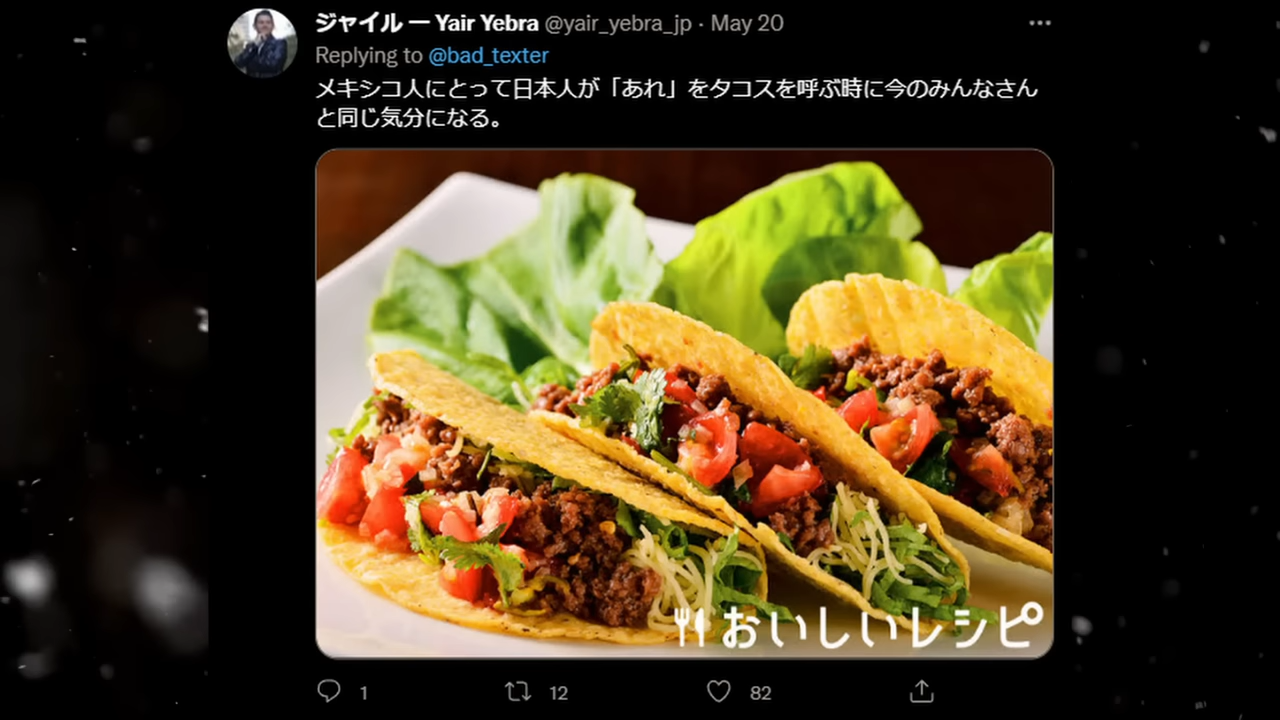 ジャイル ー Yair Yebra @yair_yebra_jp · May 20
Replying to @bad_texter
メキシコ人にとって日本人が「あれ」をタコスを呼ぶ時に今のみんなさん
と同じ気分になる。
おいしいレシピ
1 12 82